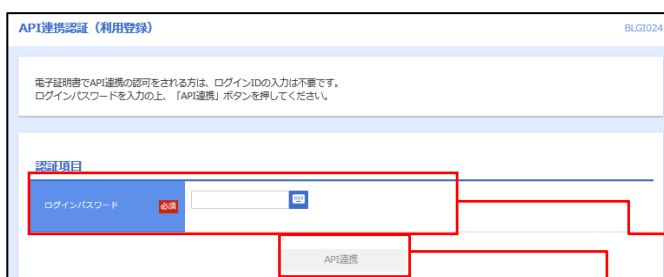 API連携認証（利用登録）
BLGI024
電子証明書でAPI連携の認可をされる方は、ログインIDの入力は不要です。
ログインパスワードを入力の上、「API連携」ボタンを押してください。
認証項目
ログインパスワード
必須
API連携